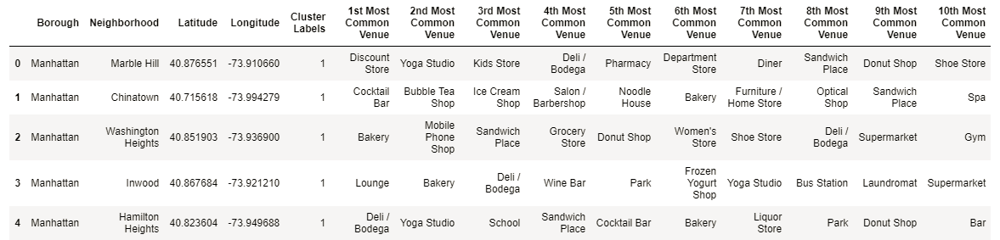 Borough Neighborhood Latitude Longitude Cluster Labels 1st Most Common Venue 2nd Most Common Venue 3rd Most Common Venue 4th Most Common Venue 5th Most Common Venue 6th Most Common Venue 7th Most Common Venue 8th Most Common Venue 9th Most Common Venue 10th Most Common Venue
0 Manhattan Marble Hill 40.876551 -73.910660 1 Discount Store Yoga Studio Kids Store Deli / Bodega Pharmacy Department Store Diner Sandwich Place Donut Shop Shoe Store
1 Manhattan Chinatown 40.715618 -73.994279 1 Cocktail Bar Bubble Tea Shop Ice Cream Shop Salon / Barbershop Noodle House Bakery Furniture / Home Store Optical Shop Sandwich Place Spa
2 Manhattan Washington Heights 40.851903 -73.936900 1 Bakery Mobile Phone Shop Sandwich Place Grocery Store Donut Shop Women's Store Shoe Store Deli / Bodega Supermarket Gym
3 Manhattan Inwood 40.867684 -73.921210 1 Lounge Bakery Deli / Bodega Wine Bar Park Frozen Yogurt Shop Yoga Studio Bus Station Laundromat Supermarket
4 Manhattan Hamilton Heights 40.823604 -73.949688 1 Deli / Bodega Yoga Studio School Sandwich Place Cocktail Bar Bakery Liquor Store Park Donut Shop Bar